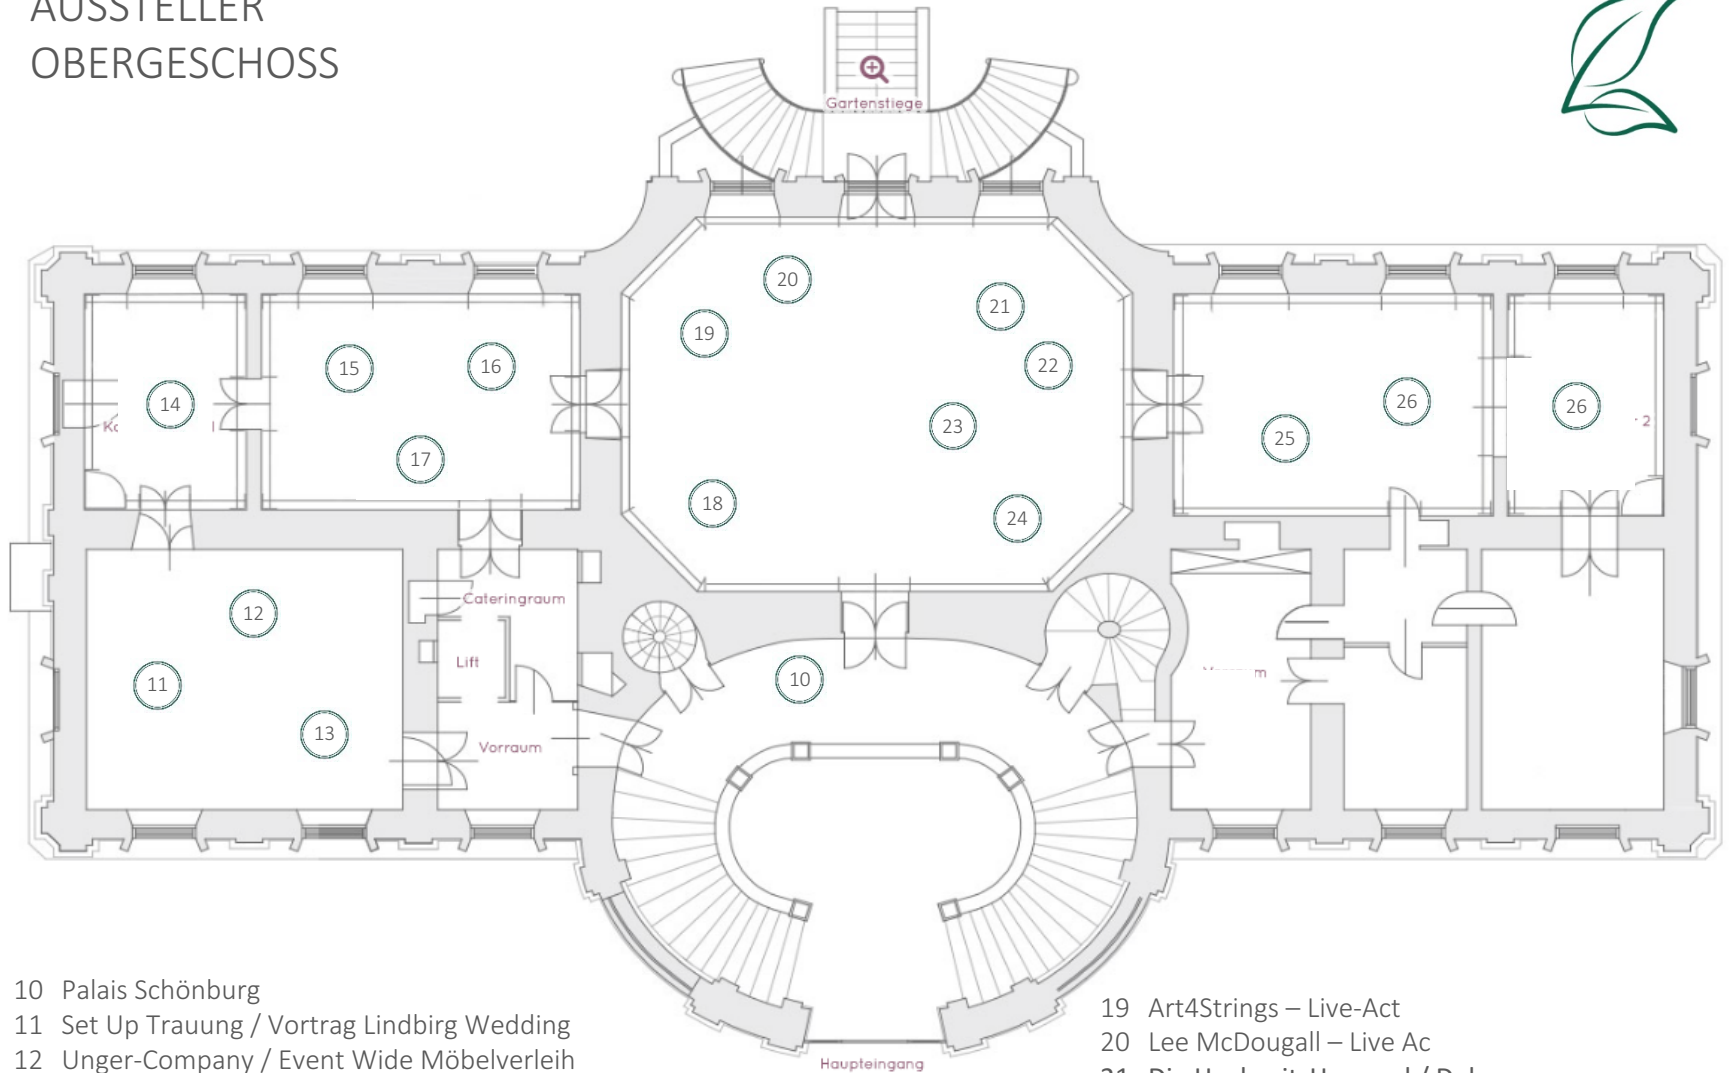 AUSSTELLER
OBERGESCHOSS
Gartenstiege
20
21
19
22
15
16
14
26
26
23
25
2
17
18
24
Cateringraum
12
Lift
10
11
13
Vorraum
10 Palais Schönburg
11 Set Up Trauung / Vortrag Lindbirg Wedding
12 Unger-Company / Event Wide Möbelverleih
Haupteingang
19 Art4Strings – Live-Act
20 Lee McDougall – Live Ac